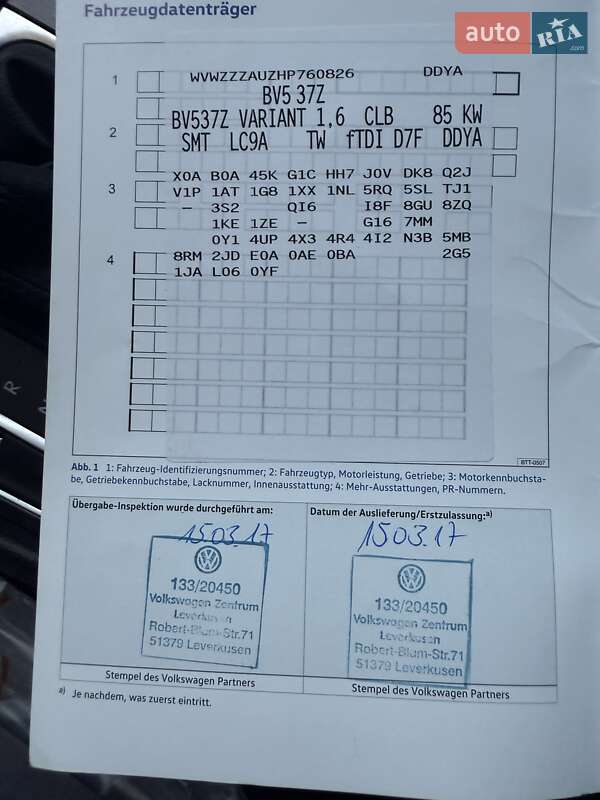 Fahrzeugdatenträger
auto RIA .com
1
WVWZZZAUZHP760826 DDYA
BV5 37Z
BV537Z VARIANT 1,6 CLB 85 KW
2
SMT LC9A TW fTDI D7F DDYA
X0A B0A 45K G1C HH7 J0V DK8 Q2J
3
V1P 1AT 1G8 1XX 1NL 5RQ 5SL TJ1
- 3S2 QI6 I8F 8GU 8ZQ
1KE 1ZE - G16 7MM
0Y1 4UP 4X3 4R4 4I2 N3B 5MB
4
8RM 2JD E0A 0AE 0BA 2G5
1JA L06 0YF
BTT-0507
Abb. 1 1: Fahrzeug-Identifizierungsnummer; 2: Fahrzeugtyp, Motorleistung, Getriebe; 3: Motorkennbuchsta-
be, Getriebekennbuchstabe, Lacknummer, Innenausstattung; 4: Mehr-Ausstattungen, PR-Nummern.
Übergabe-Inspektion wurde durchgeführt am:
15.03.17
133/20450
Volkswagen Zentrum
Leverkusen
Robert-Blum-Str.71
51379 Leverkusen
Stempel des Volkswagen Partners
Datum der Auslieferung/Erstzulassung:a)
15.03.17
133/20450
Volkswagen Zentrum
Leverkusen
Robert-Blum-Str.71
51379 Leverkusen
Stempel des Volkswagen Partners
a) Je nachdem, was zuerst eintritt.
R
N